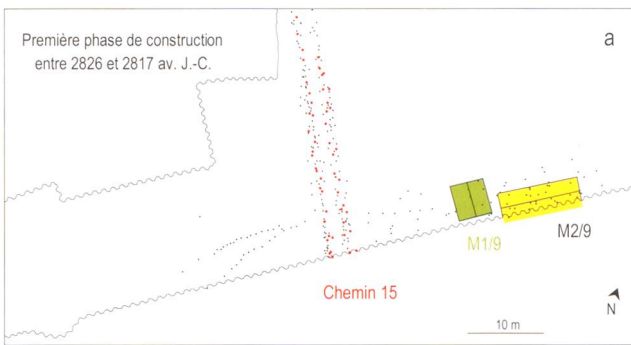 Première phase de construction
entre 2826 et 2817 av. J.-C.
a
M1/9
M2/9
Chemin 15
N
10 m